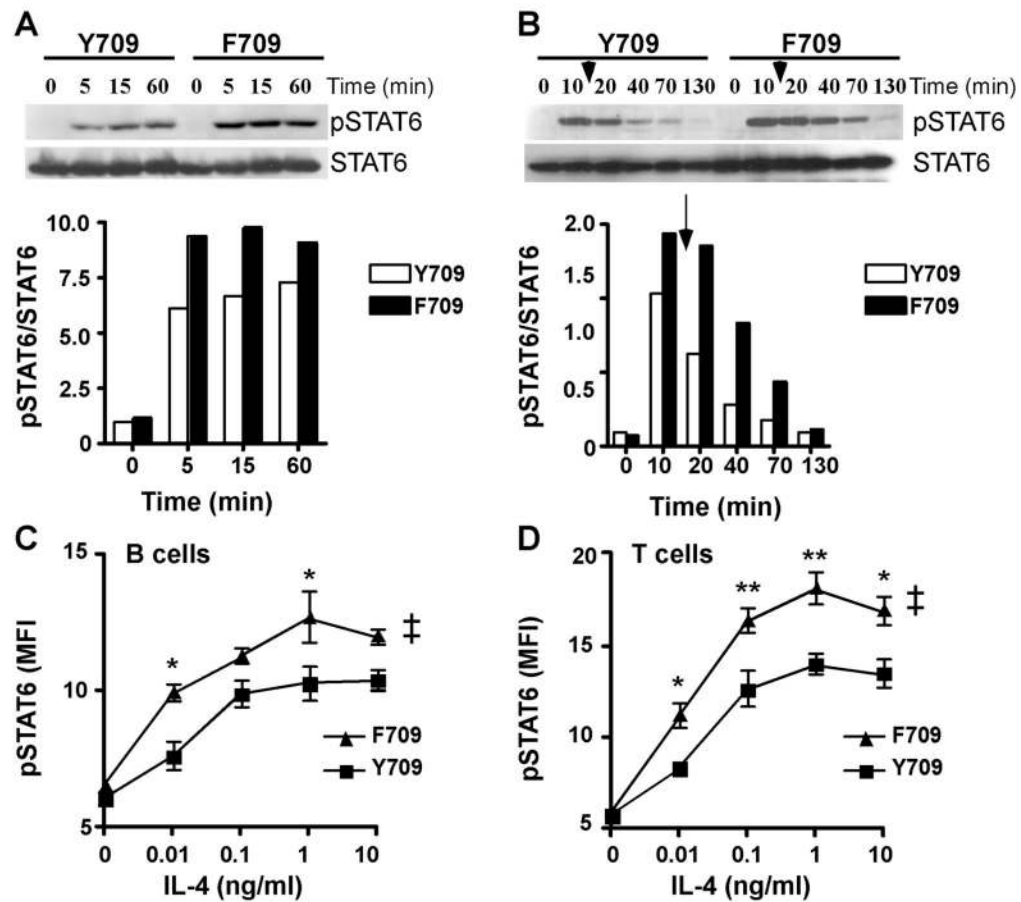 A
Y709 F709
0 5 15 60 0 5 15 60 Time (min)
pSTAT6
STAT6
pSTAT6/STAT6
10.0
7.5
5.0
2.5
0
0 5 15 60
Time (min)
Y709
F709
B
Y709 F709
0 10 20 40 70 130 0 10 20 40 70 130 Time (min)
pSTAT6
STAT6
pSTAT6/STAT6
2.0
1.5
1.0
0.5
0
0 10 20 40 70 130
Time (min)
Y709
F709
C B cells
pSTAT6 (MFI)
15
10
5
* *
‡
F709
Y709
0 0.01 0.1 1 10
IL-4 (ng/ml)
D T cells
pSTAT6 (MFI)
20
15
10
5
* ** ** *
‡
F709
Y709
0 0.01 0.1 1 10
IL-4 (ng/ml)